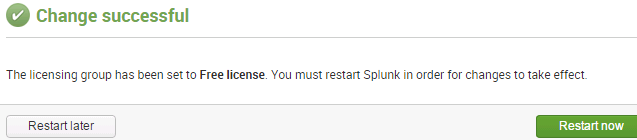 Change successful
The licensing group has been set to Free license. You must restart Splunk in order for changes to take effect.
Restart later
Restart now